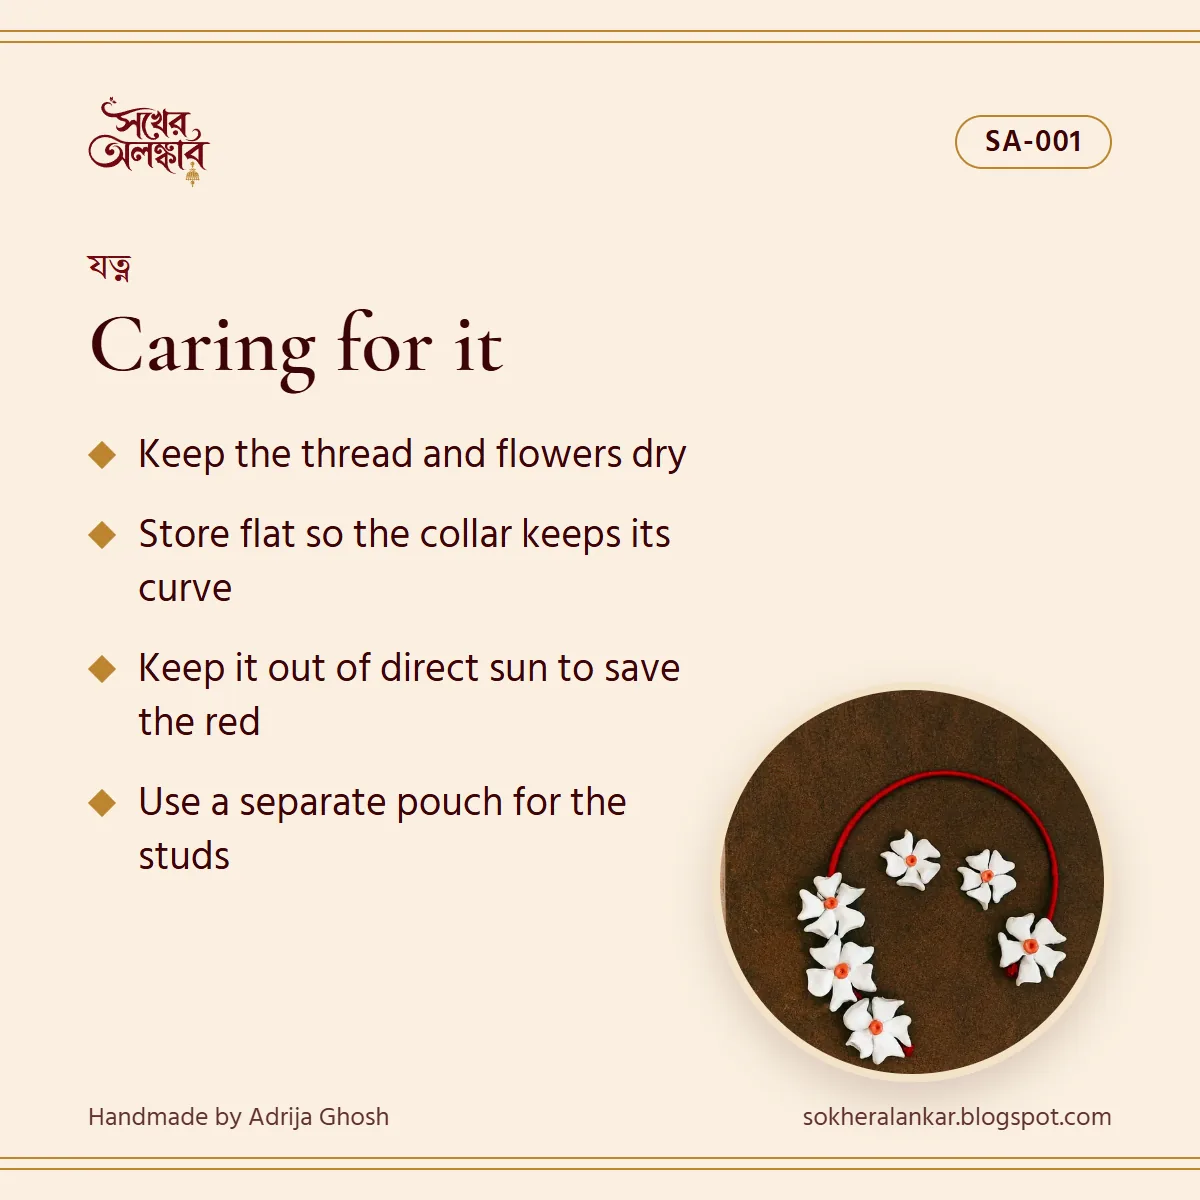 সখের
অলঙ্কার
SA-001
যত্ন
Caring for it
Keep the thread and flowers dry
Store flat so the collar keeps its
curve
Keep it out of direct sun to save
the red
Use a separate pouch for the
studs
Handmade by Adrija Ghosh
sokheralankar.blogspot.com